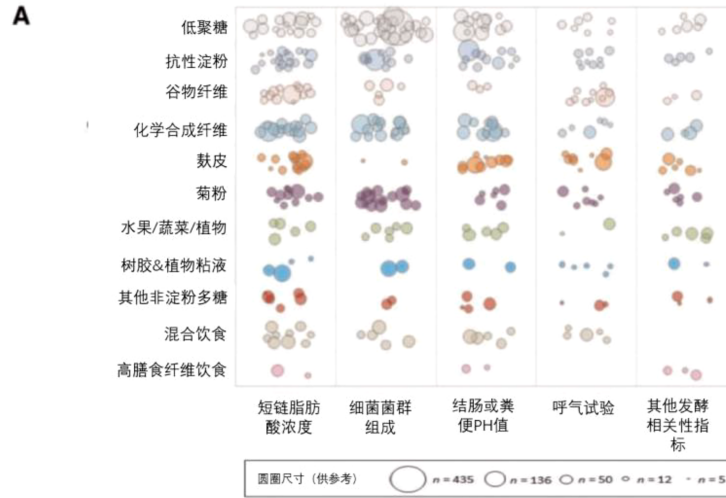 A
低聚糖
抗性淀粉
谷物纤维
化学合成纤维
麸皮
菊粉
水果/蔬菜/植物
树胶&植物粘液
其他非淀粉多糖
混合饮食
高膳食纤维饮食
短链脂肪
酸浓度
细菌菌群
组成
结肠或粪
便PH值
呼气试验
其他发酵
相关性指
标
圆圈尺寸（供参考） n = 435 n = 136 n = 50 n = 12 n = 5